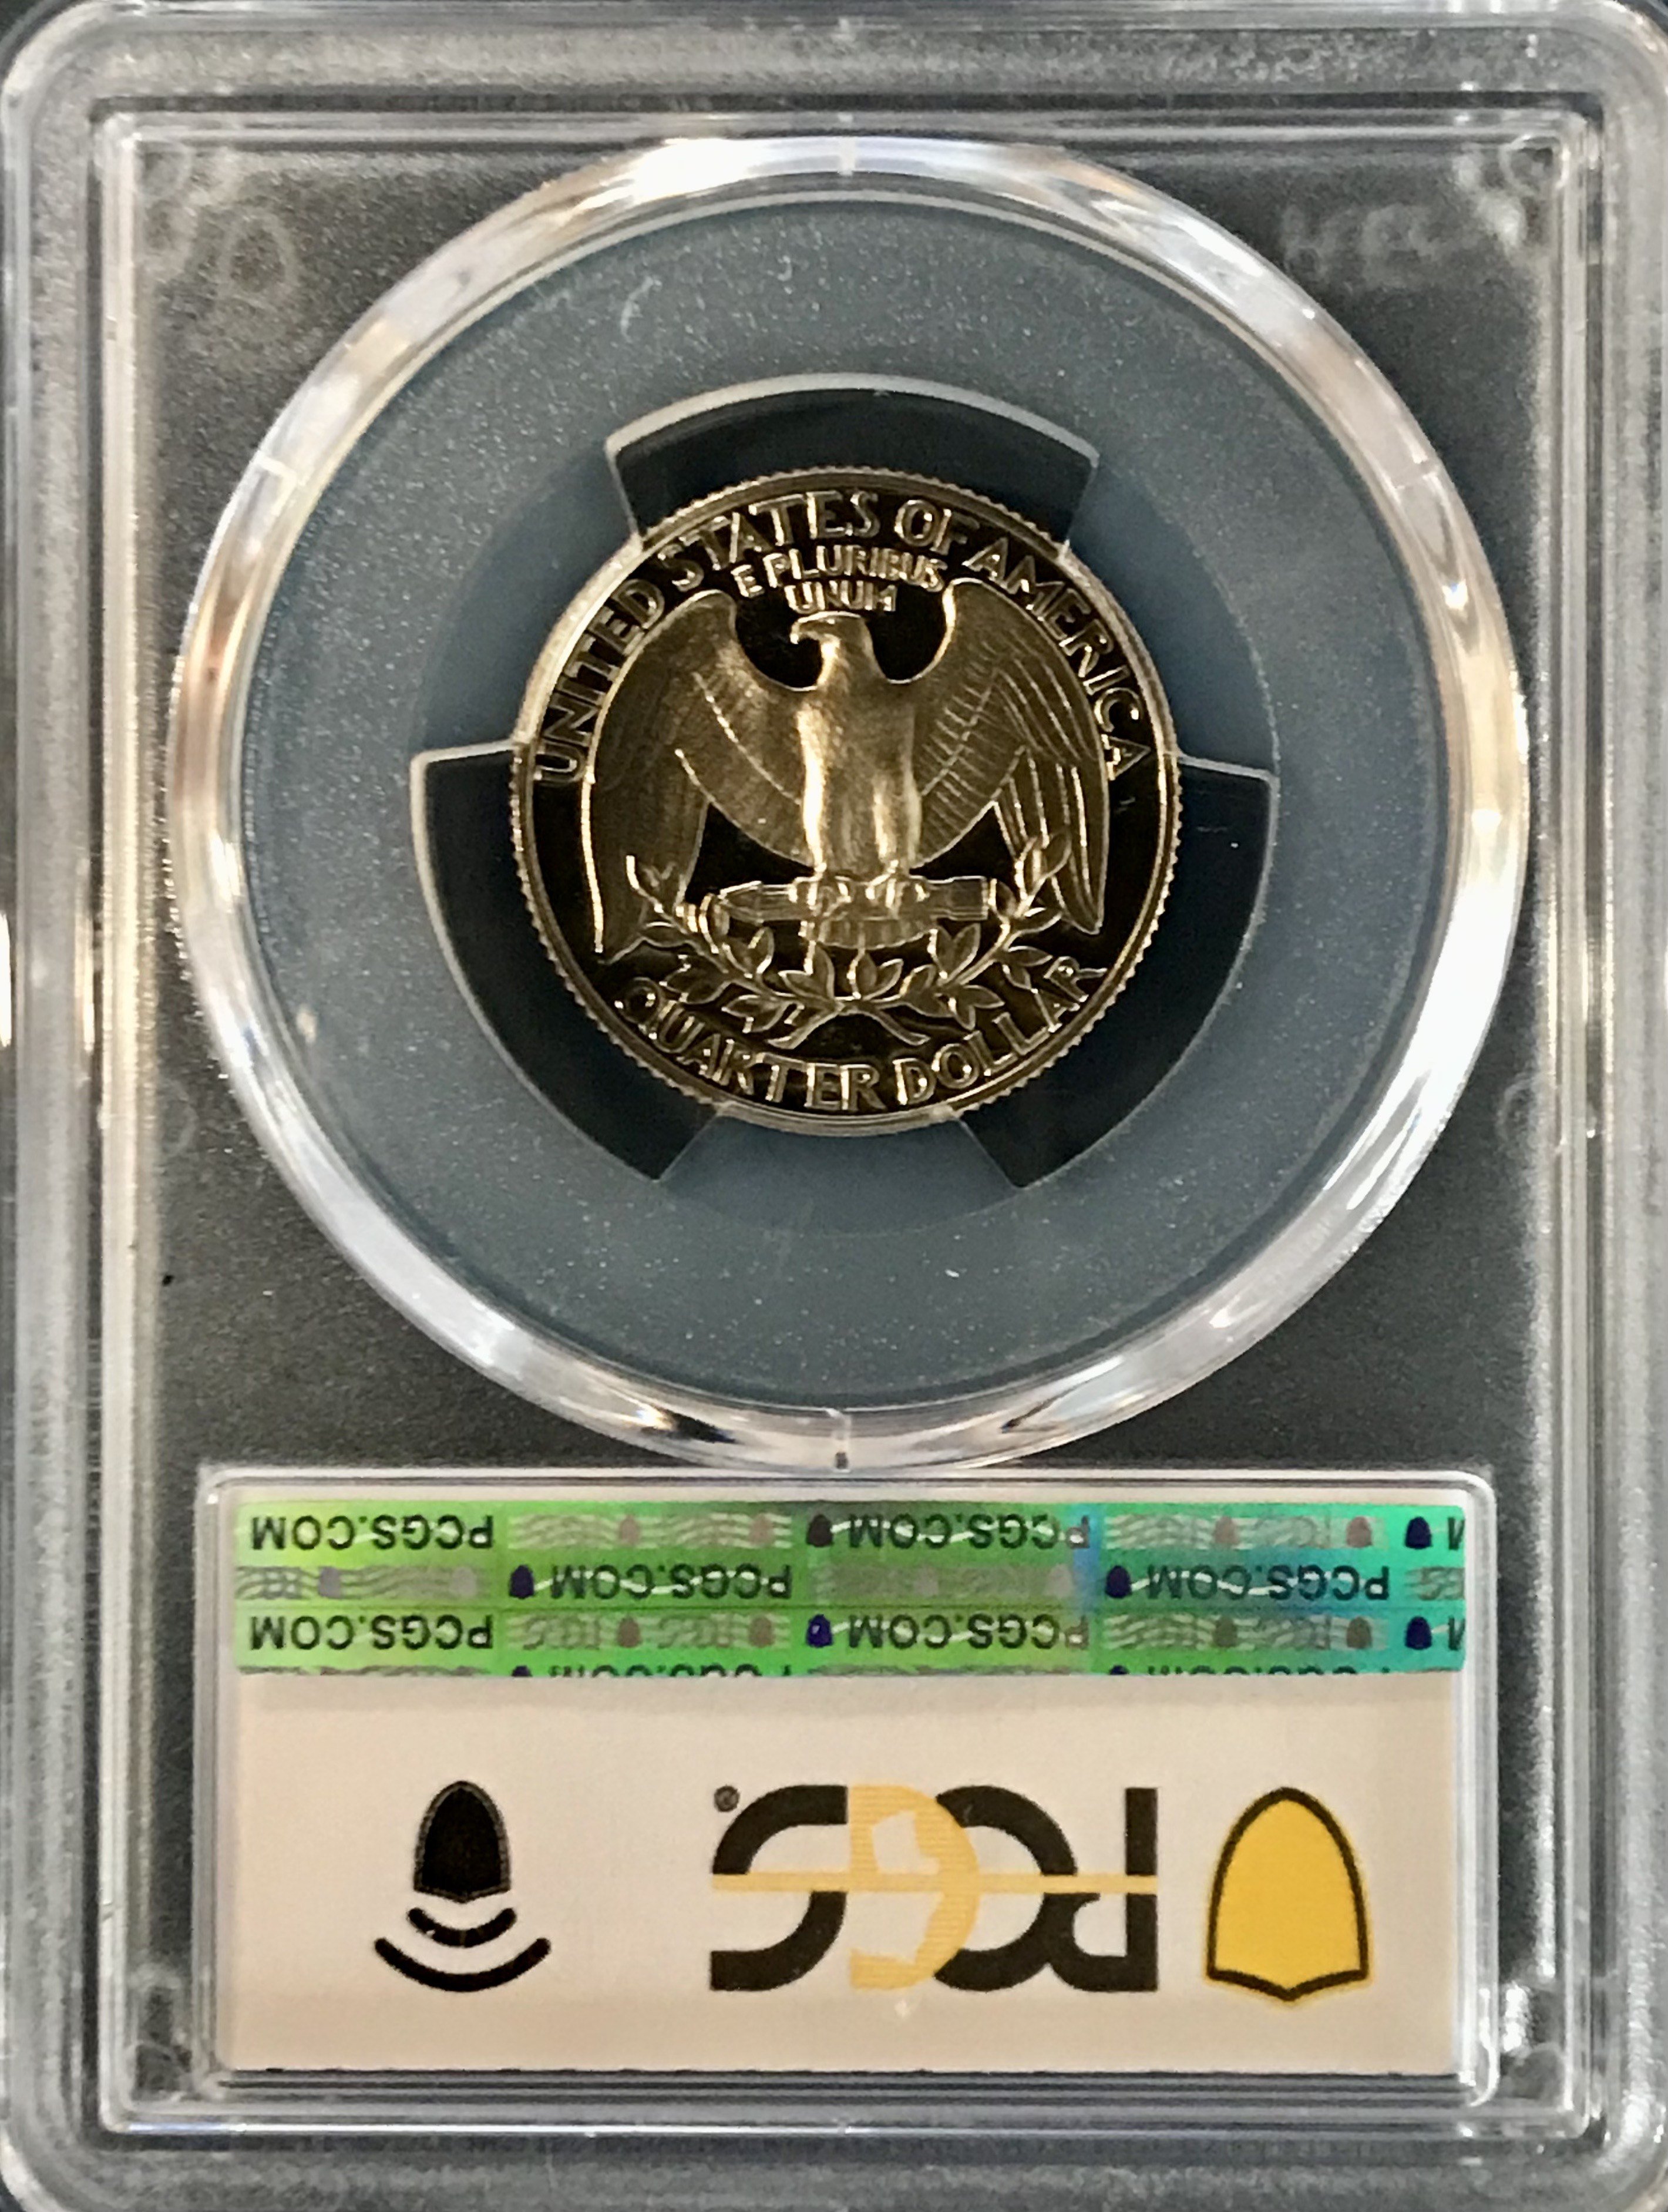 UNITED STATES OF AMERICA
E PLURIBUS
UNUM
QUARTER DOLLAR
PCGS.COM PCGS.COM
PCGS.COM PCGS.COM
PCGS.COM PCGS.COM
PCGS®